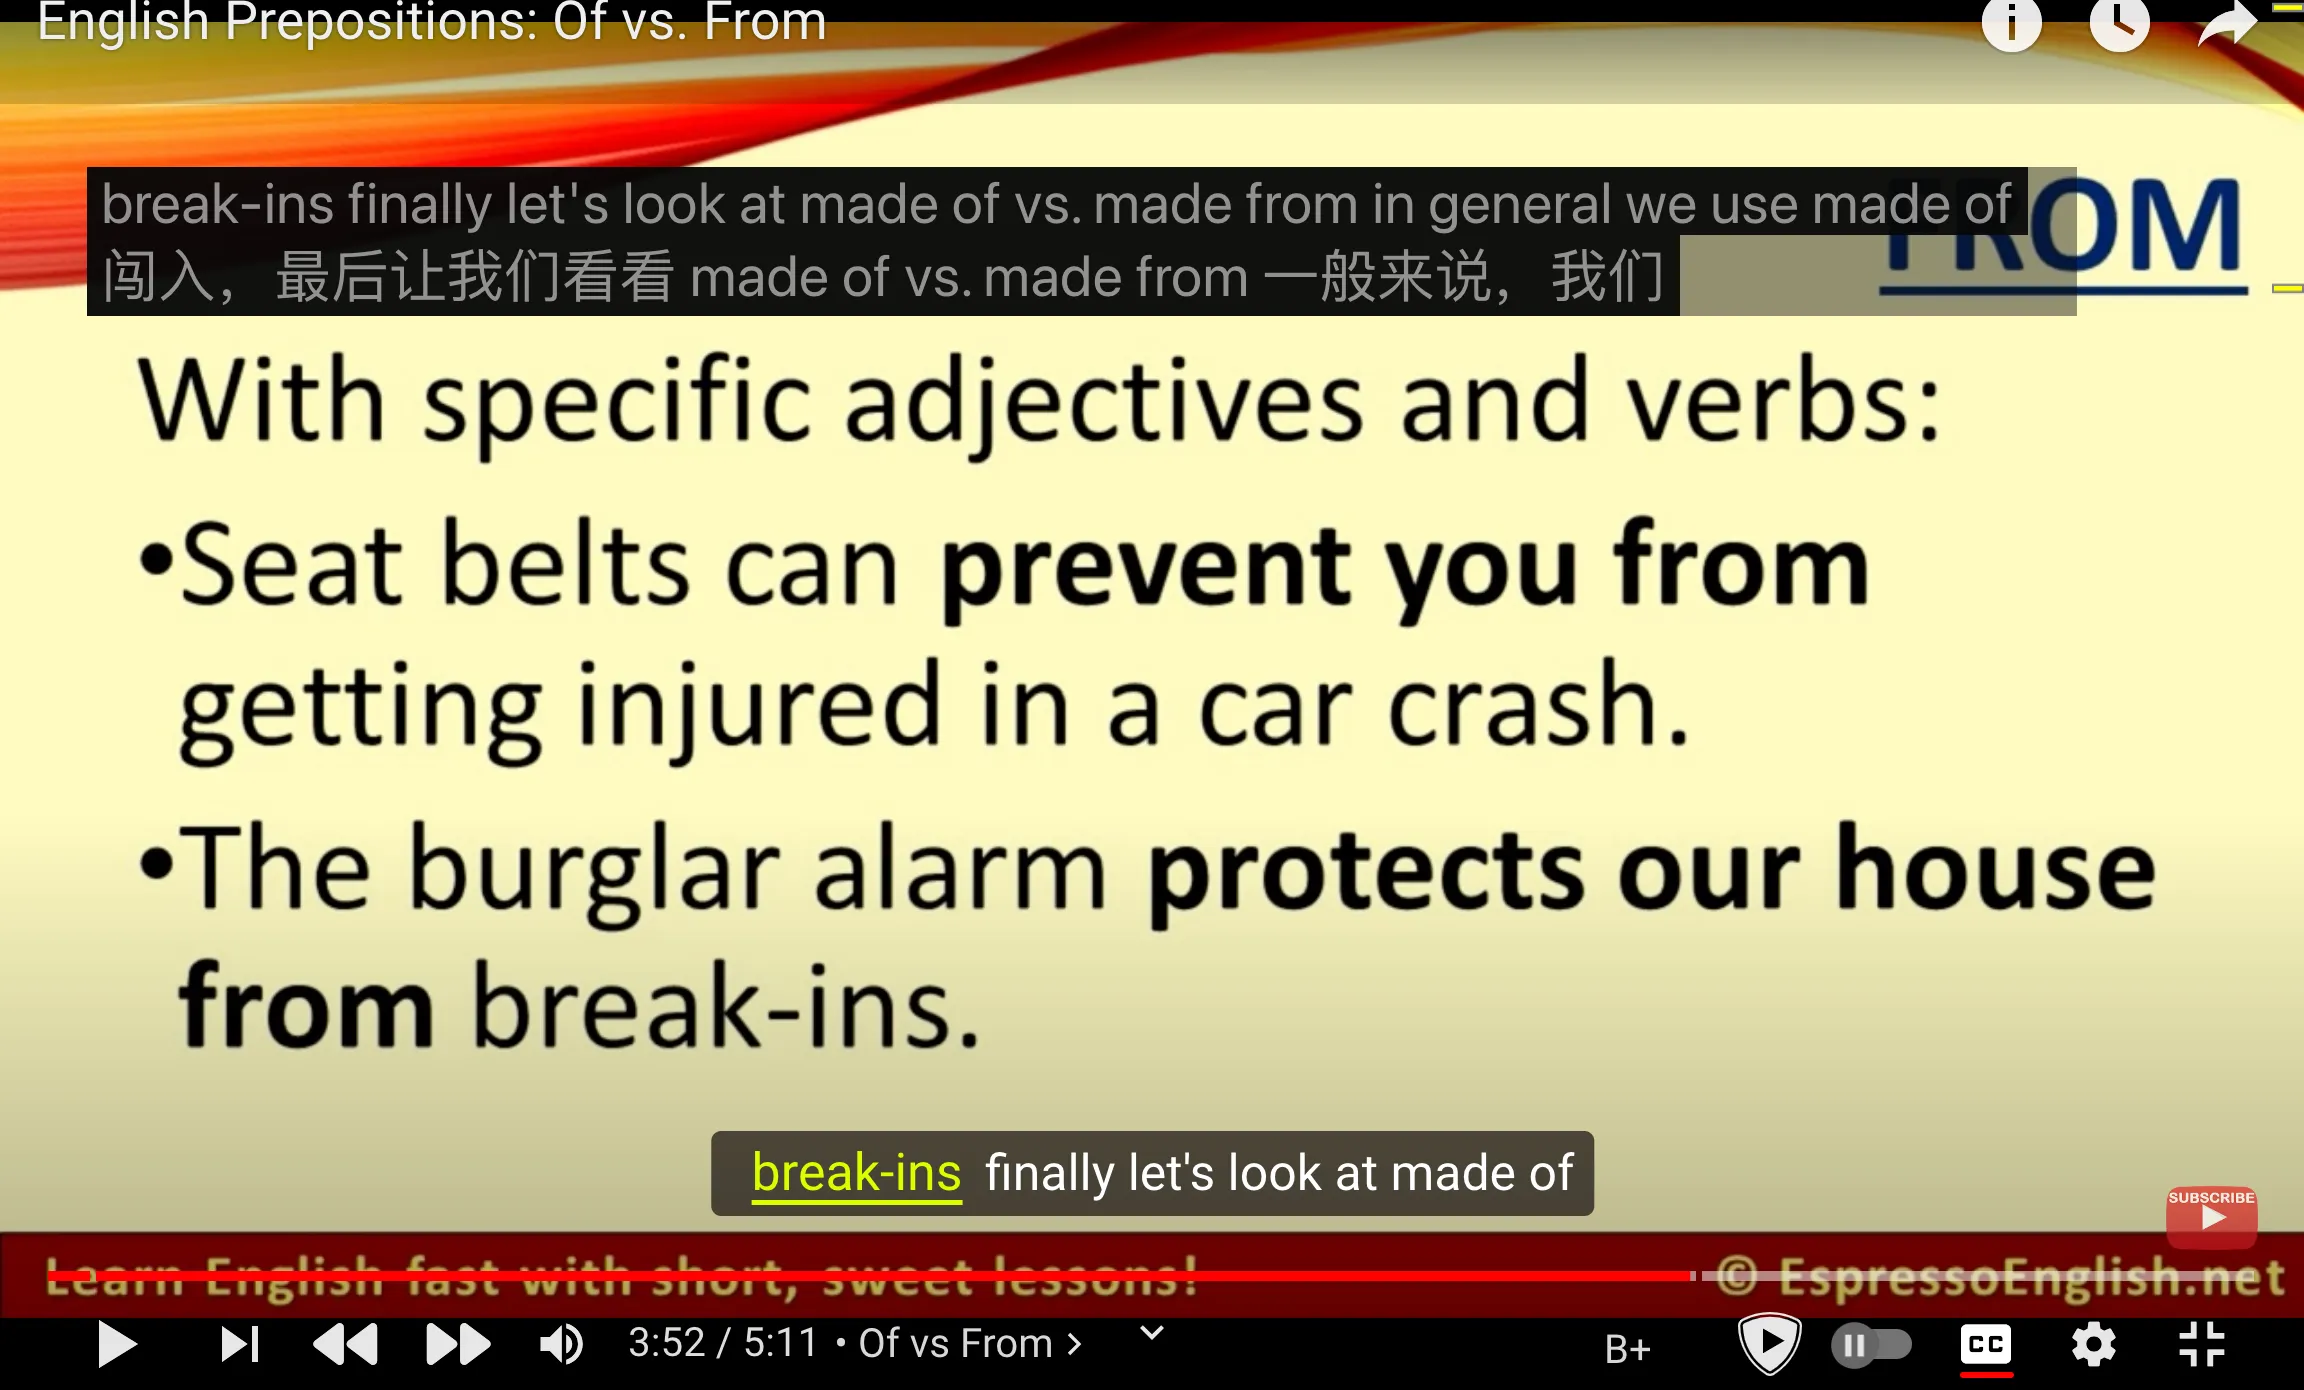 English Prepositions: Of vs. From
FROM
break-ins finally let's look at made of vs. made from in general we use made of
闯入， 最后让我们看看 made of vs. made from 一般来说， 我们
With specific adjectives and verbs:
•Seat belts can prevent you from
getting injured in a car crash.
•The burglar alarm protects our house
from break-ins.
break-ins finally let's look at made of
SUBSCRIBE
Learn English fast with short, sweet lessons!
© EspressoEnglish.net
3:52 / 5:11 • Of vs From >
B+
CC